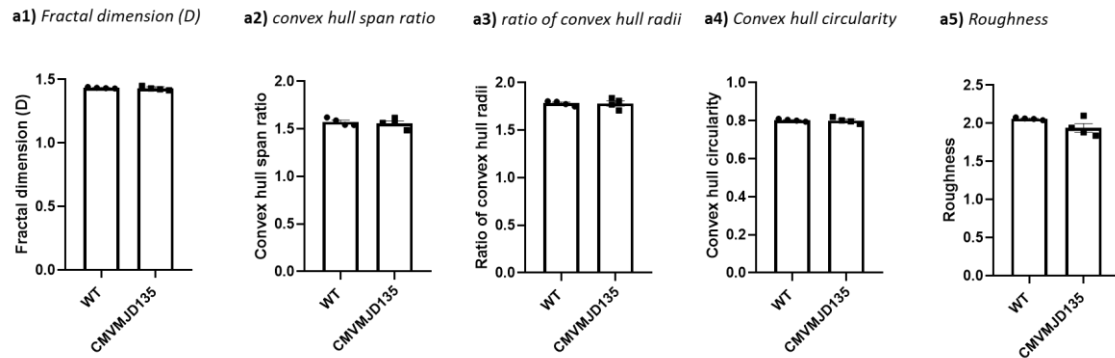 a1) Fractal dimension (D)
a2) convex hull span ratio
a3) ratio of convex hull radii
a4) Convex hull circularity
a5) Roughness
Fractal dimension (D)
1.5
1.0
0.5
0.0
WT
CMVMJD135
Convex hull span ratio
2.0
1.5
1.0
0.5
0.0
WT
CMVMJD135
Ratio of convex hull radii
2.0
1.5
1.0
0.5
0.0
WT
CMVMJD135
Convex hull circularity
1.0
0.8
0.6
0.4
0.2
0.0
WT
CMVMJD135
Roughness
2.5
2.0
1.5
1.0
0.5
0.0
WT
CMVMJD135